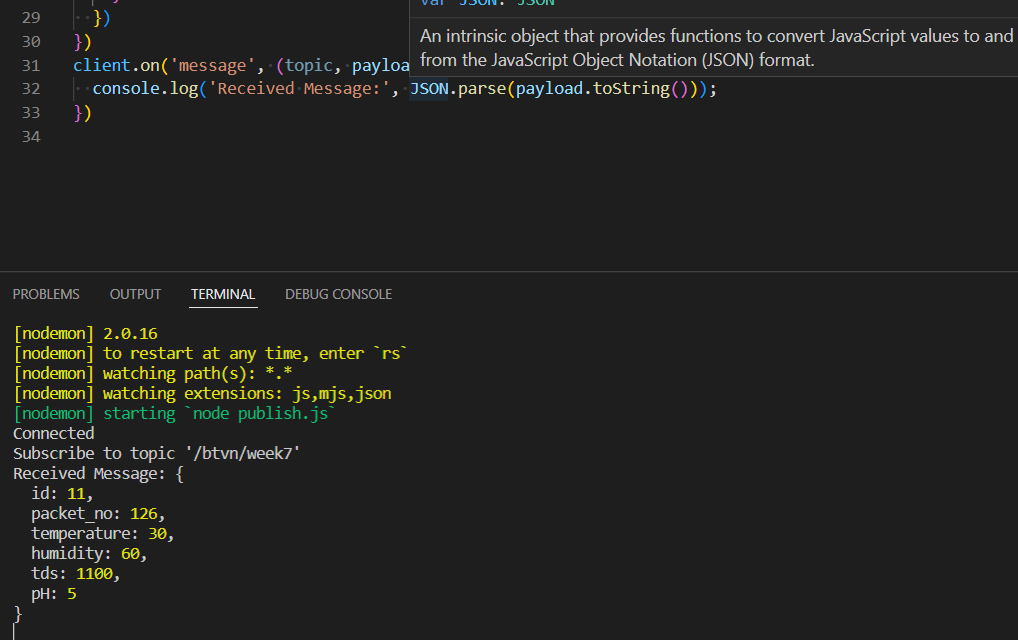 var JSON: JSON
An intrinsic object that provides functions to convert JavaScript values to and
from the JavaScript Object Notation (JSON) format.
29 })
30 })
31 client.on('message', (topic, payloa
32 console.log('Received Message:', JSON.parse(payload.toString()));
33 })
34
PROBLEMS OUTPUT TERMINAL DEBUG CONSOLE
[nodemon] 2.0.16
[nodemon] to restart at any time, enter `rs`
[nodemon] watching path(s): *.*
[nodemon] watching extensions: js,mjs,json
[nodemon] starting `node publish.js`
Connected
Subscribe to topic '/btvn/week7'
Received Message: {
id: 11,
packet_no: 126,
temperature: 30,
humidity: 60,
tds: 1100,
pH: 5
}